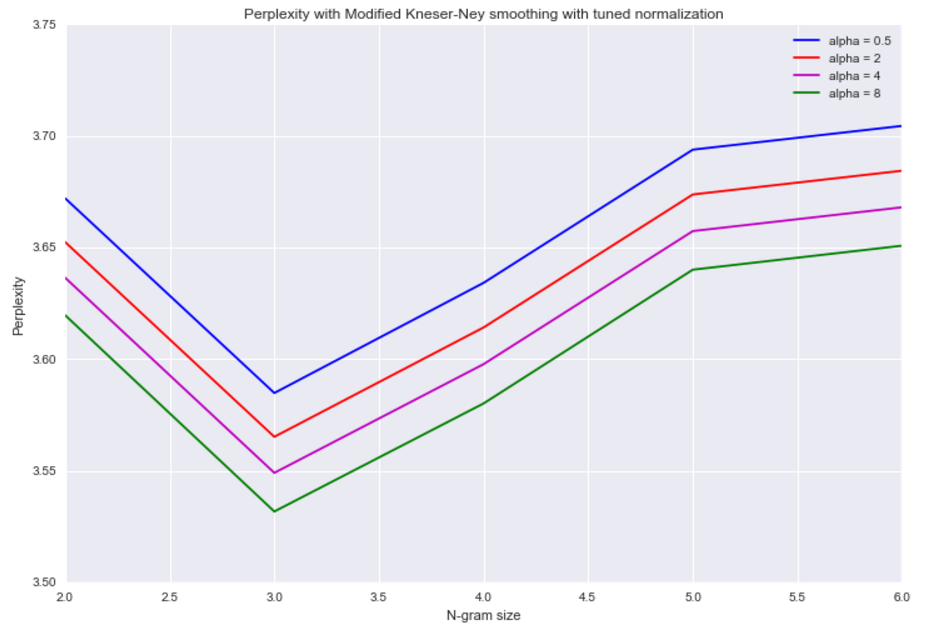 Perplexity with Modified Kneser-Ney smoothing with tuned normalization
3.75
alpha = 0.5
alpha = 2
alpha = 4
alpha = 8
3.70
3.65
Perplexity
3.60
3.55
3.50
2.0 2.5 3.0 3.5 4.0 4.5 5.0 5.5 6.0
N-gram size